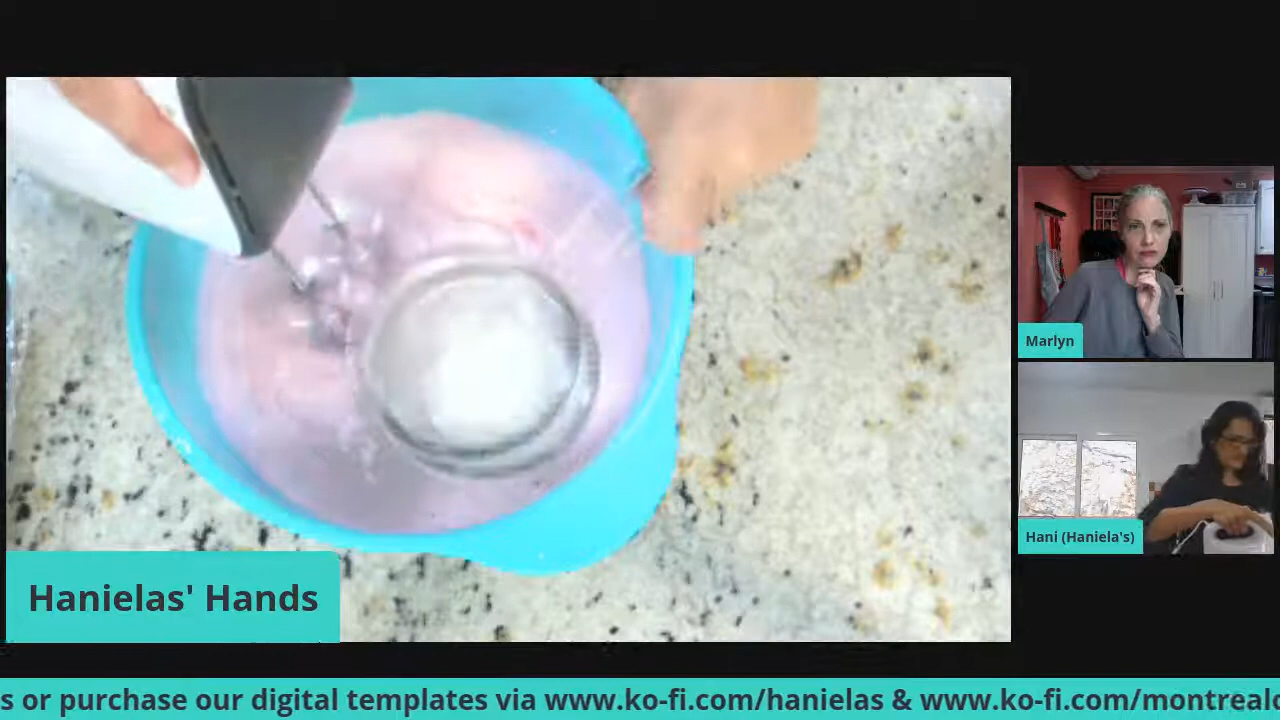 Marlyn
Hani (Haniela's)
Hanielas' Hands
s or purchase our digital templates via www.ko-fi.com/hanielas & www.ko-fi.com/montrealc